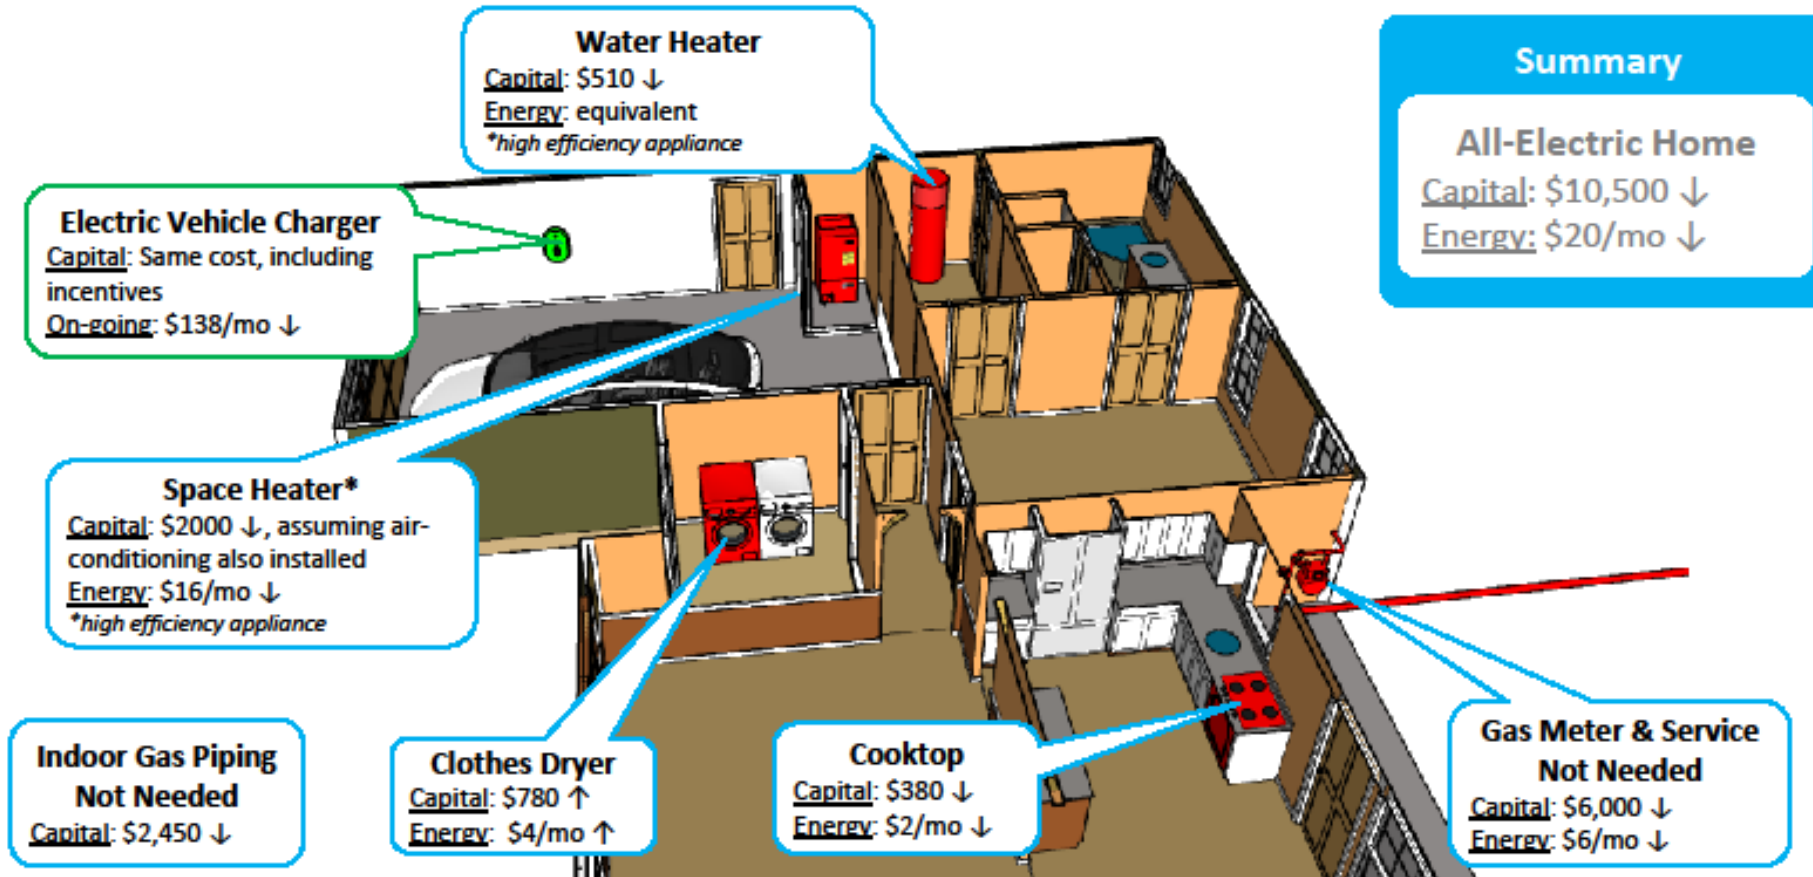 Water Heater
Capital: $510 ↓
Energy: equivalent
*high efficiency appliance
Summary
All-Electric Home
Capital: $10,500 ↓
Energy: $20/mo ↓
Electric Vehicle Charger
Capital: Same cost, including
incentives
On-going: $138/mo ↓
Space Heater*
Capital: $2000 ↓, assuming air-
conditioning also installed
Energy: $16/mo ↓
*high efficiency appliance
Indoor Gas Piping
Not Needed
Capital: $2,450 ↓
Clothes Dryer
Capital: $780 ↑
Energy: $4/mo ↑
Cooktop
Capital: $380 ↓
Energy: $2/mo ↓
Gas Meter & Service
Not Needed
Capital: $6,000 ↓
Energy: $6/mo ↓